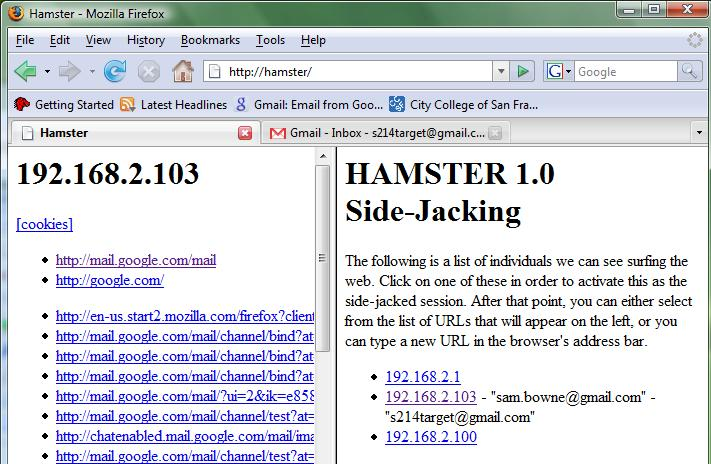 Hamster - Mozilla Firefox
File Edit View History Bookmarks Tools Help
http://hamster/
Google
Getting Started Latest Headlines Gmail: Email from Goo... City College of San Fra...
Hamster
Gmail - Inbox - s214target@gmail.c...
192.168.2.103
[cookies]
http://mail.google.com/mail
http://google.com/
http://en-us.start2.mozilla.com/firefox?client
http://mail.google.com/mail/channel/bind?at=
http://mail.google.com/mail/channel/bind?at=
http://mail.google.com/mail/channel/bind?at=
http://mail.google.com/mail/?ui=2&ik=e858
http://mail.google.com/mail/channel/test?at=
http://chatenabled.mail.google.com/mail/ima
http://mail.google.com/mail/channel/test?at=
HAMSTER 1.0
Side-Jacking
The following is a list of individuals we can see surfing the
web. Click on one of these in order to activate this as the
side-jacked session. After that point, you can either select
from the list of URLs that will appear on the left, or you
can type a new URL in the browser's address bar.
192.168.2.1
192.168.2.103 - "sam.bowne@gmail.com" -
"s214target@gmail.com"
192.168.2.100